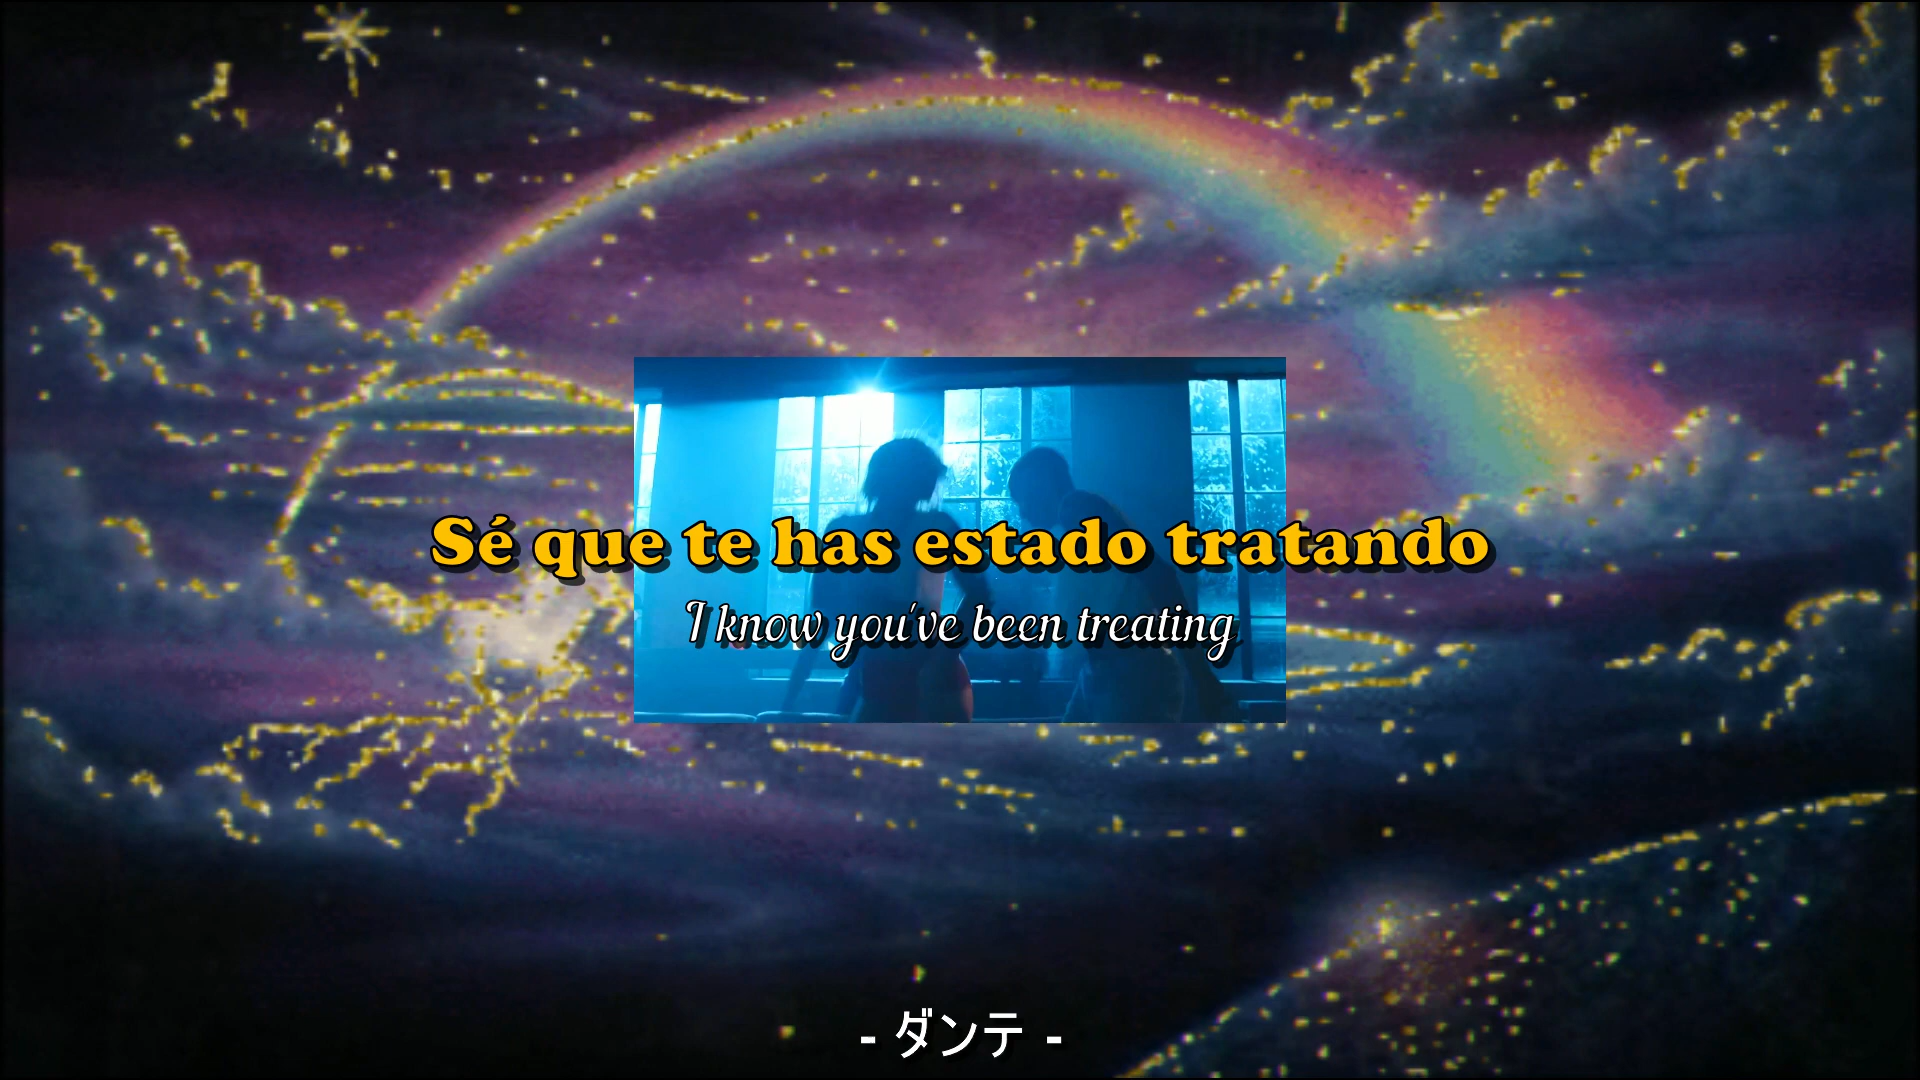 Sé que te has estado tratando
I know you've been treating
- ダンテ -